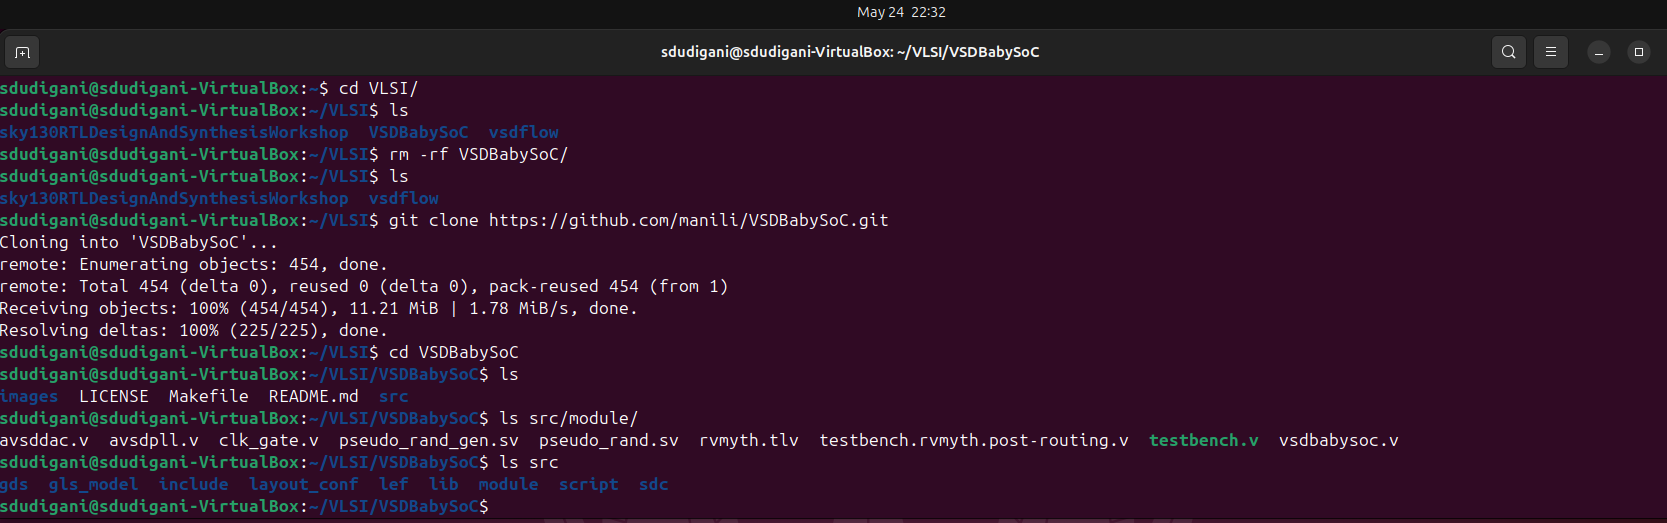 May 24 22:32
sdudigani@sdudigani-VirtualBox: ~/VLSI/VSDBabySoC
sdudigani@sdudigani-VirtualBox:~$ cd VLSI/
sdudigani@sdudigani-VirtualBox:~/VLSI$ ls
sky130RTLDesignAndSynthesisWorkshop  VSDBabySoC  vsdflow
sdudigani@sdudigani-VirtualBox:~/VLSI$ rm -rf VSDBabySoC/
sdudigani@sdudigani-VirtualBox:~/VLSI$ ls
sky130RTLDesignAndSynthesisWorkshop  vsdflow
sdudigani@sdudigani-VirtualBox:~/VLSI$ git clone https://github.com/manili/VSDBabySoC.git
Cloning into 'VSDBabySoC'...
remote: Enumerating objects: 454, done.
remote: Total 454 (delta 0), reused 0 (delta 0), pack-reused 454 (from 1)
Receiving objects: 100% (454/454), 11.21 MiB | 1.78 MiB/s, done.
Resolving deltas: 100% (225/225), done.
sdudigani@sdudigani-VirtualBox:~/VLSI$ cd VSDBabySoC
sdudigani@sdudigani-VirtualBox:~/VLSI/VSDBabySoC$ ls
images  LICENSE  Makefile  README.md  src
sdudigani@sdudigani-VirtualBox:~/VLSI/VSDBabySoC$ ls src/module/
avsddac.v  avsdpll.v  clk_gate.v  pseudo_rand_gen.sv  pseudo_rand.sv  rvmyth.tlv  testbench.rvmyth.post-routing.v  testbench.v  vsdbabysoc.v
sdudigani@sdudigani-VirtualBox:~/VLSI/VSDBabySoC$ ls src
gds  gls_model  include  layout_conf  lef  lib  module  script  sdc
sdudigani@sdudigani-VirtualBox:~/VLSI/VSDBabySoC$